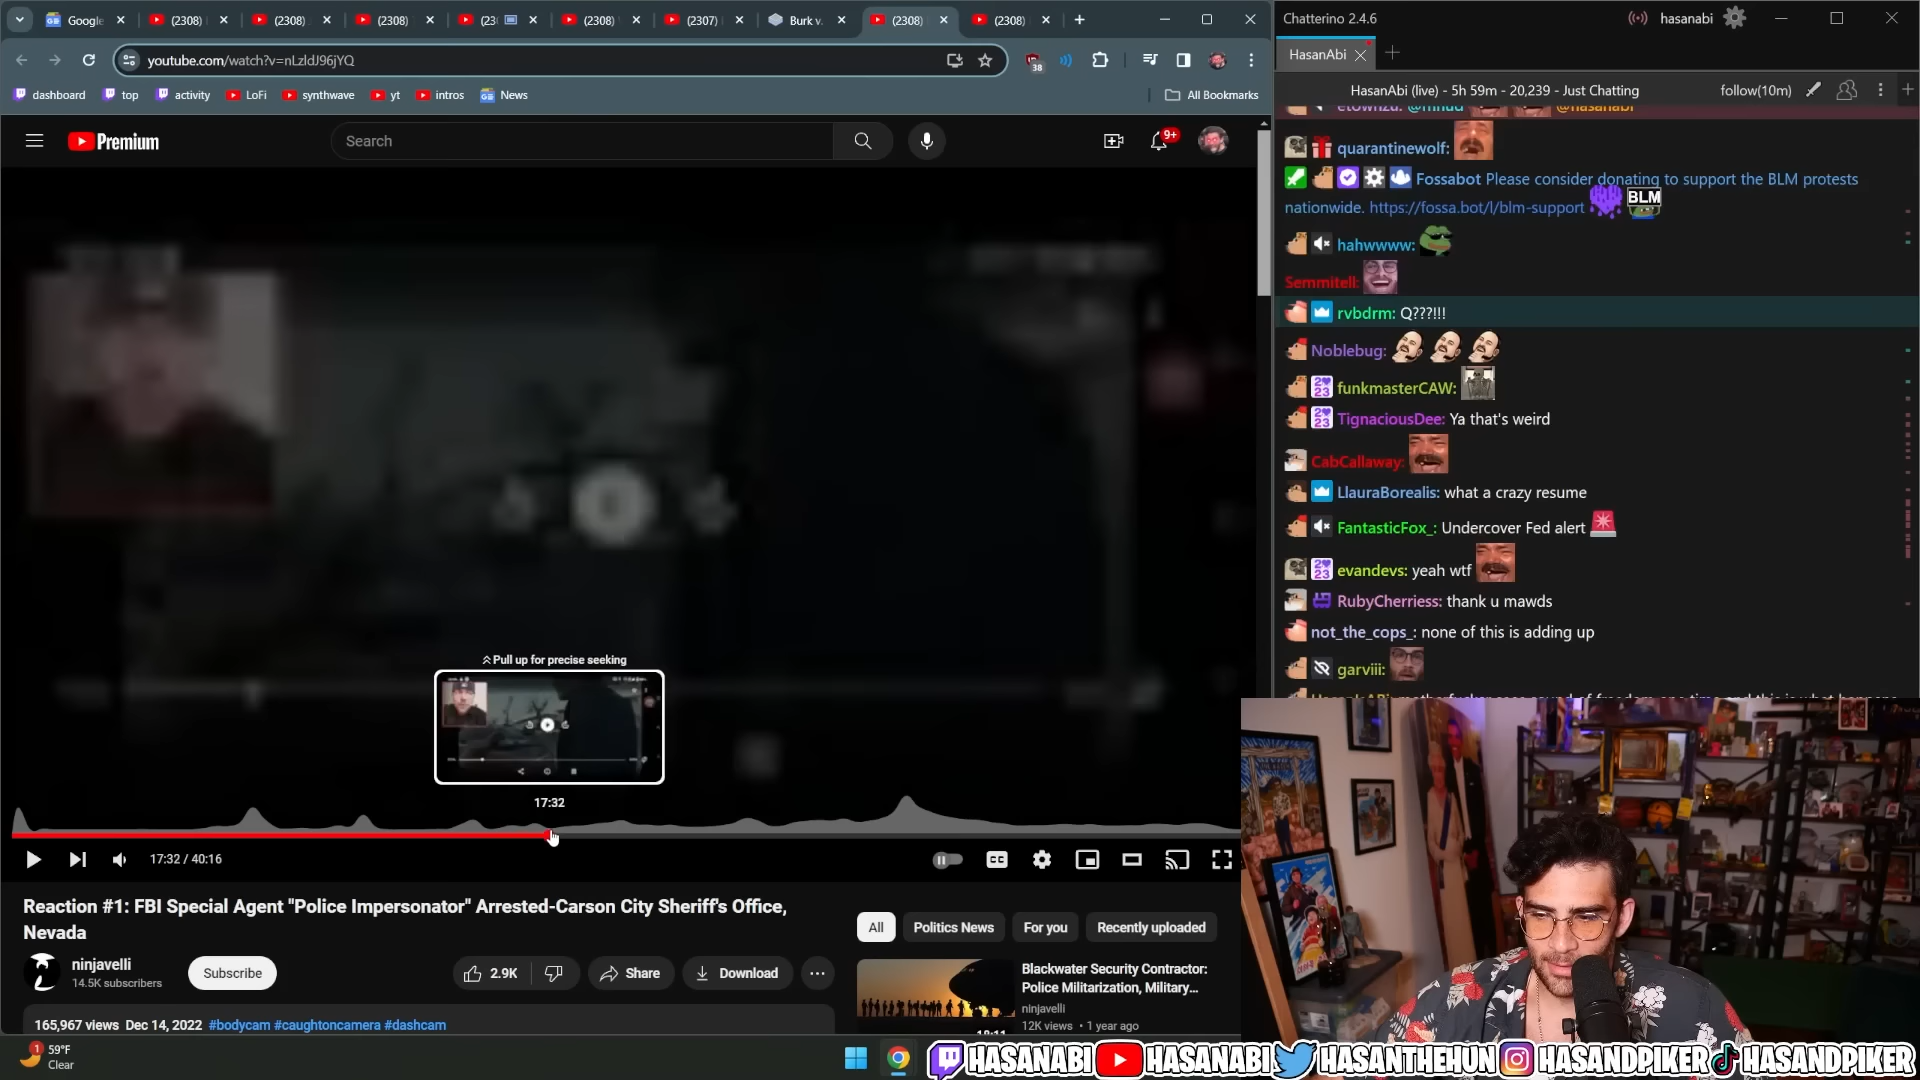 Google
(2308)
(2308)
(2308)
(23
(2308)
(2307)
Burk v.
(2308)
(2308)
youtube.com/watch?v=nLzldJ96jYQ
38
dashboard
top
activity
LoFi
synthwave
yt
intros
News
All Bookmarks
Premium
Search
9+
Pull up for precise seeking
17:32
17:32 / 40:16
CC
Reaction #1: FBI Special Agent "Police Impersonator" Arrested-Carson City Sheriff's Office,
Nevada
ninjavelli
14.5K subscribers
Subscribe
2.9K
Share
Download
165,967 views Dec 14, 2022 #bodycam #caughtoncamera #dashcam
All
Politics News
For you
Recently uploaded
Blackwater Security Contractor:
Police Militarization, Military...
ninjavelli
12K views • 1 year ago
1
59°F
Clear
Chatterino 2.4.6
hasanabi
HasanAbi
HasanAbi (live) - 5h 59m - 20,239 - Just Chatting
follow(10m)
@hasanabi
quarantinewolf:
Fossabot Please consider donating to support the BLM protests
nationwide. https://fossa.bot/l/blm-support
BLM
hahwwww:
Semmitell:
rvbdrm: Q???!!!
Noblebug:
funkmasterCAW:
TignaciousDee: Ya that's weird
CabCallaway:
LlauraBorealis: what a crazy resume
FantasticFox_: Undercover Fed alert
evandevs: yeah wtf
RubyCherriess: thank u mawds
not_the_cops_: none of this is adding up
garviii:
HASANABI
HASANABI
HASANTHEHUN
HASANDPIKER
HASANDPIKER